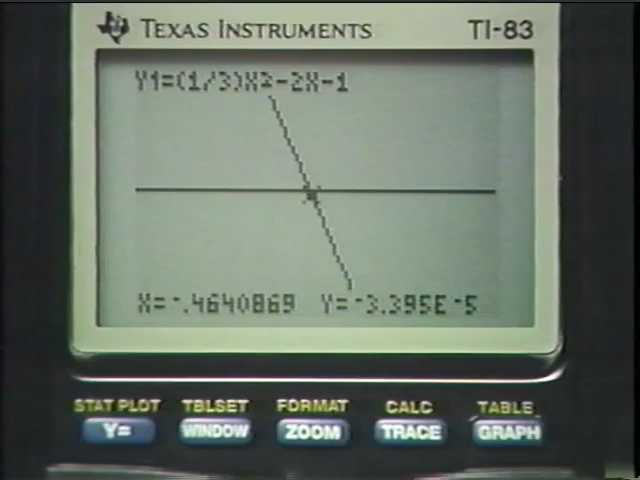 TEXAS INSTRUMENTS TI-83
Y1=(1/3)X²-2X-1
X=-.4640869 Y=-3.395E-5
STAT PLOT TBLSET FORMAT CALC TABLE
Y= WINDOW ZOOM TRACE GRAPH